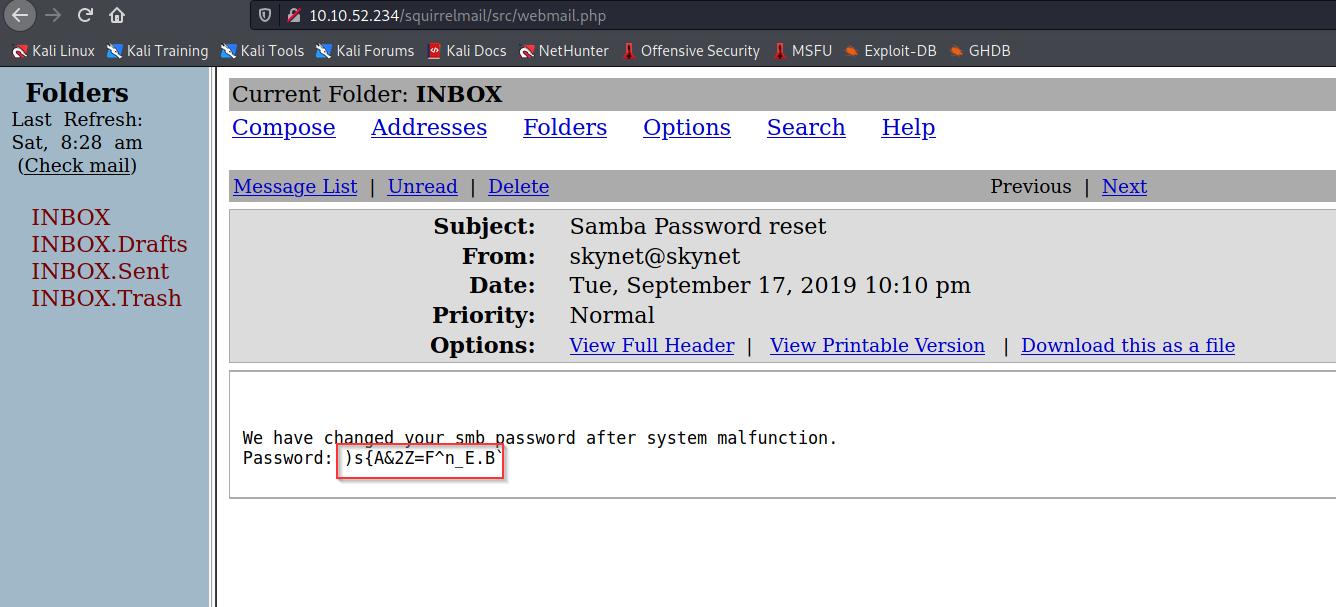 10.10.52.234/squirrelmail/src/webmail.php
Kali Linux Kali Training Kali Tools Kali Forums Kali Docs NetHunter Offensive Security MSFU Exploit-DB GHDB
Folders
Last Refresh:
Sat, 8:28 am
(Check mail)
INBOX
INBOX.Drafts
INBOX.Sent
INBOX.Trash
Current Folder: INBOX
Compose Addresses Folders Options Search Help
Message List | Unread | Delete Previous | Next
Subject: Samba Password reset
From: skynet@skynet
Date: Tue, September 17, 2019 10:10 pm
Priority: Normal
Options: View Full Header | View Printable Version | Download this as a file
We have changed your smb password after system malfunction.
Password: )s{A&2Z=F^n_E.B`